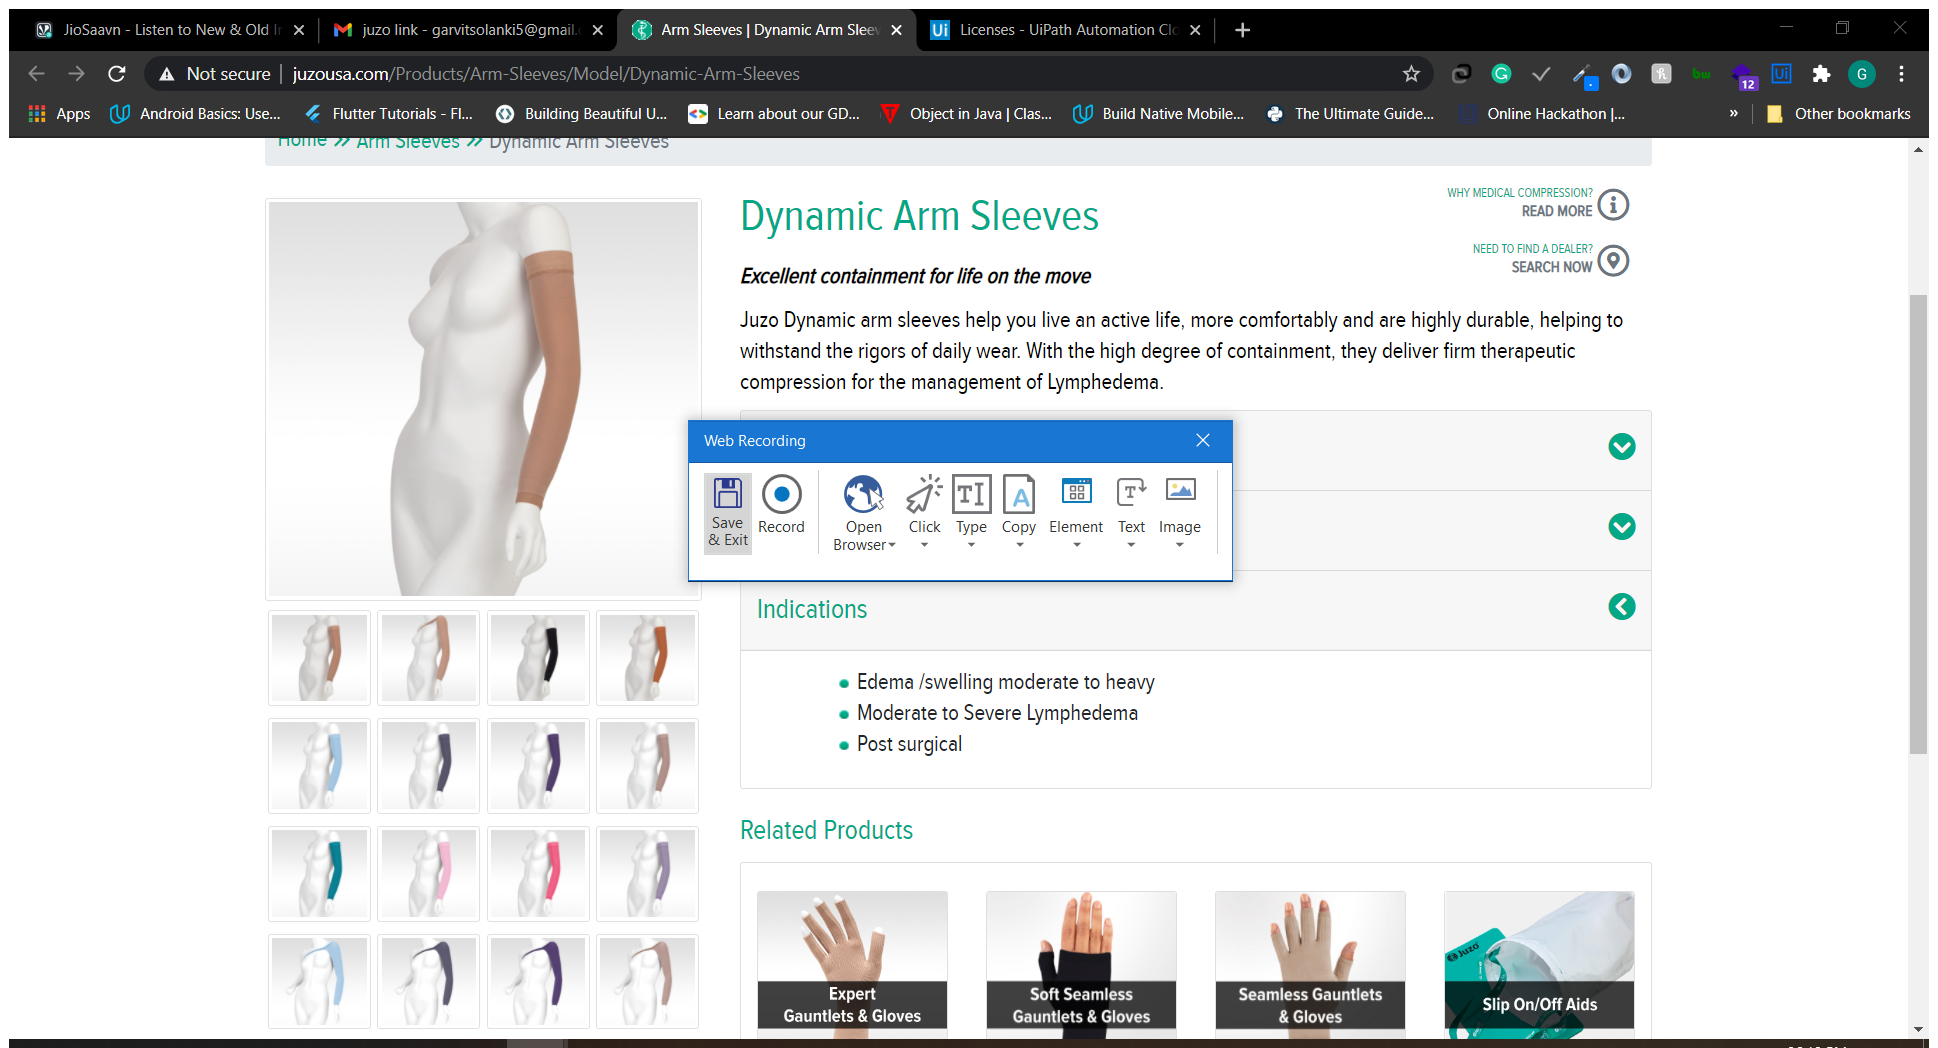 JioSaavn - Listen to New & Old In
juzo link - garvitsolanki5@gmail.c
Arm Sleeves | Dynamic Arm Sleev
Ui
Licenses - UiPath Automation Clo
Not secure
juzousa.com/Products/Arm-Sleeves/Model/Dynamic-Arm-Sleeves
bw
12
Ui
G
Apps
Android Basics: Use...
Flutter Tutorials - Fl...
Building Beautiful U...
Learn about our GD...
Object in Java | Clas...
Build Native Mobile...
The Ultimate Guide...
Online Hackathon |...
»
Other bookmarks
Home » Arm Sleeves » Dynamic Arm Sleeves
Dynamic Arm Sleeves
WHY MEDICAL COMPRESSION?
READ MORE
NEED TO FIND A DEALER?
SEARCH NOW
Excellent containment for life on the move
Juzo Dynamic arm sleeves help you live an active life, more comfortably and are highly durable, helping to
withstand the rigors of daily wear. With the high degree of containment, they deliver firm therapeutic
compression for the management of Lymphedema.
Web Recording
Save
& Exit
Record
Open
Browser
Click
Type
Copy
Element
Text
Image
Indications
Edema /swelling moderate to heavy
Moderate to Severe Lymphedema
Post surgical
Related Products
Expert
Gauntlets & Gloves
Soft Seamless
Gauntlets & Gloves
Seamless Gauntlets
& Gloves
Juzo
Slip On/Off Aids